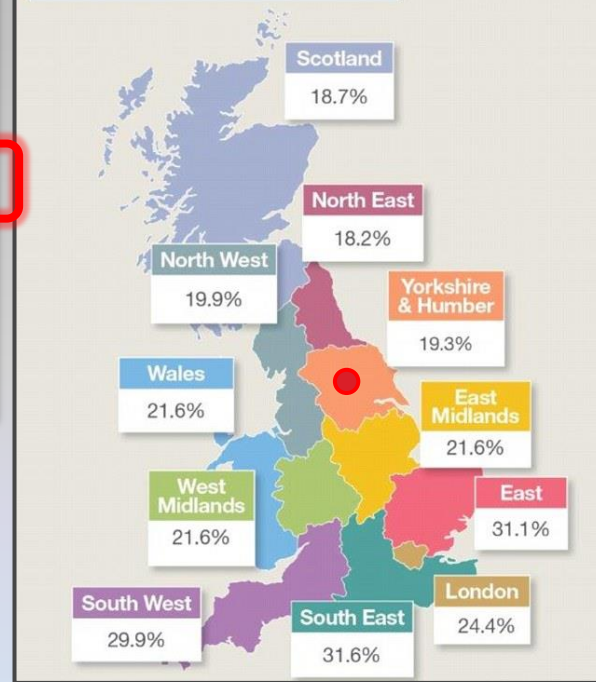 Scotland
18.7%
North East
18.2%
North West
19.9%
Yorkshire
& Humber
19.3%
Wales
21.6%
East
Midlands
21.6%
West
Midlands
21.6%
East
31.1%
South West
29.9%
South East
31.6%
London
24.4%